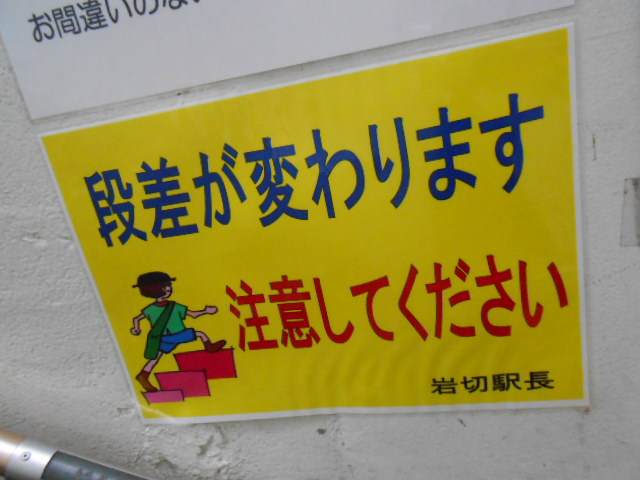 お間違いのない
段差が変わります
注意してください
岩切駅長